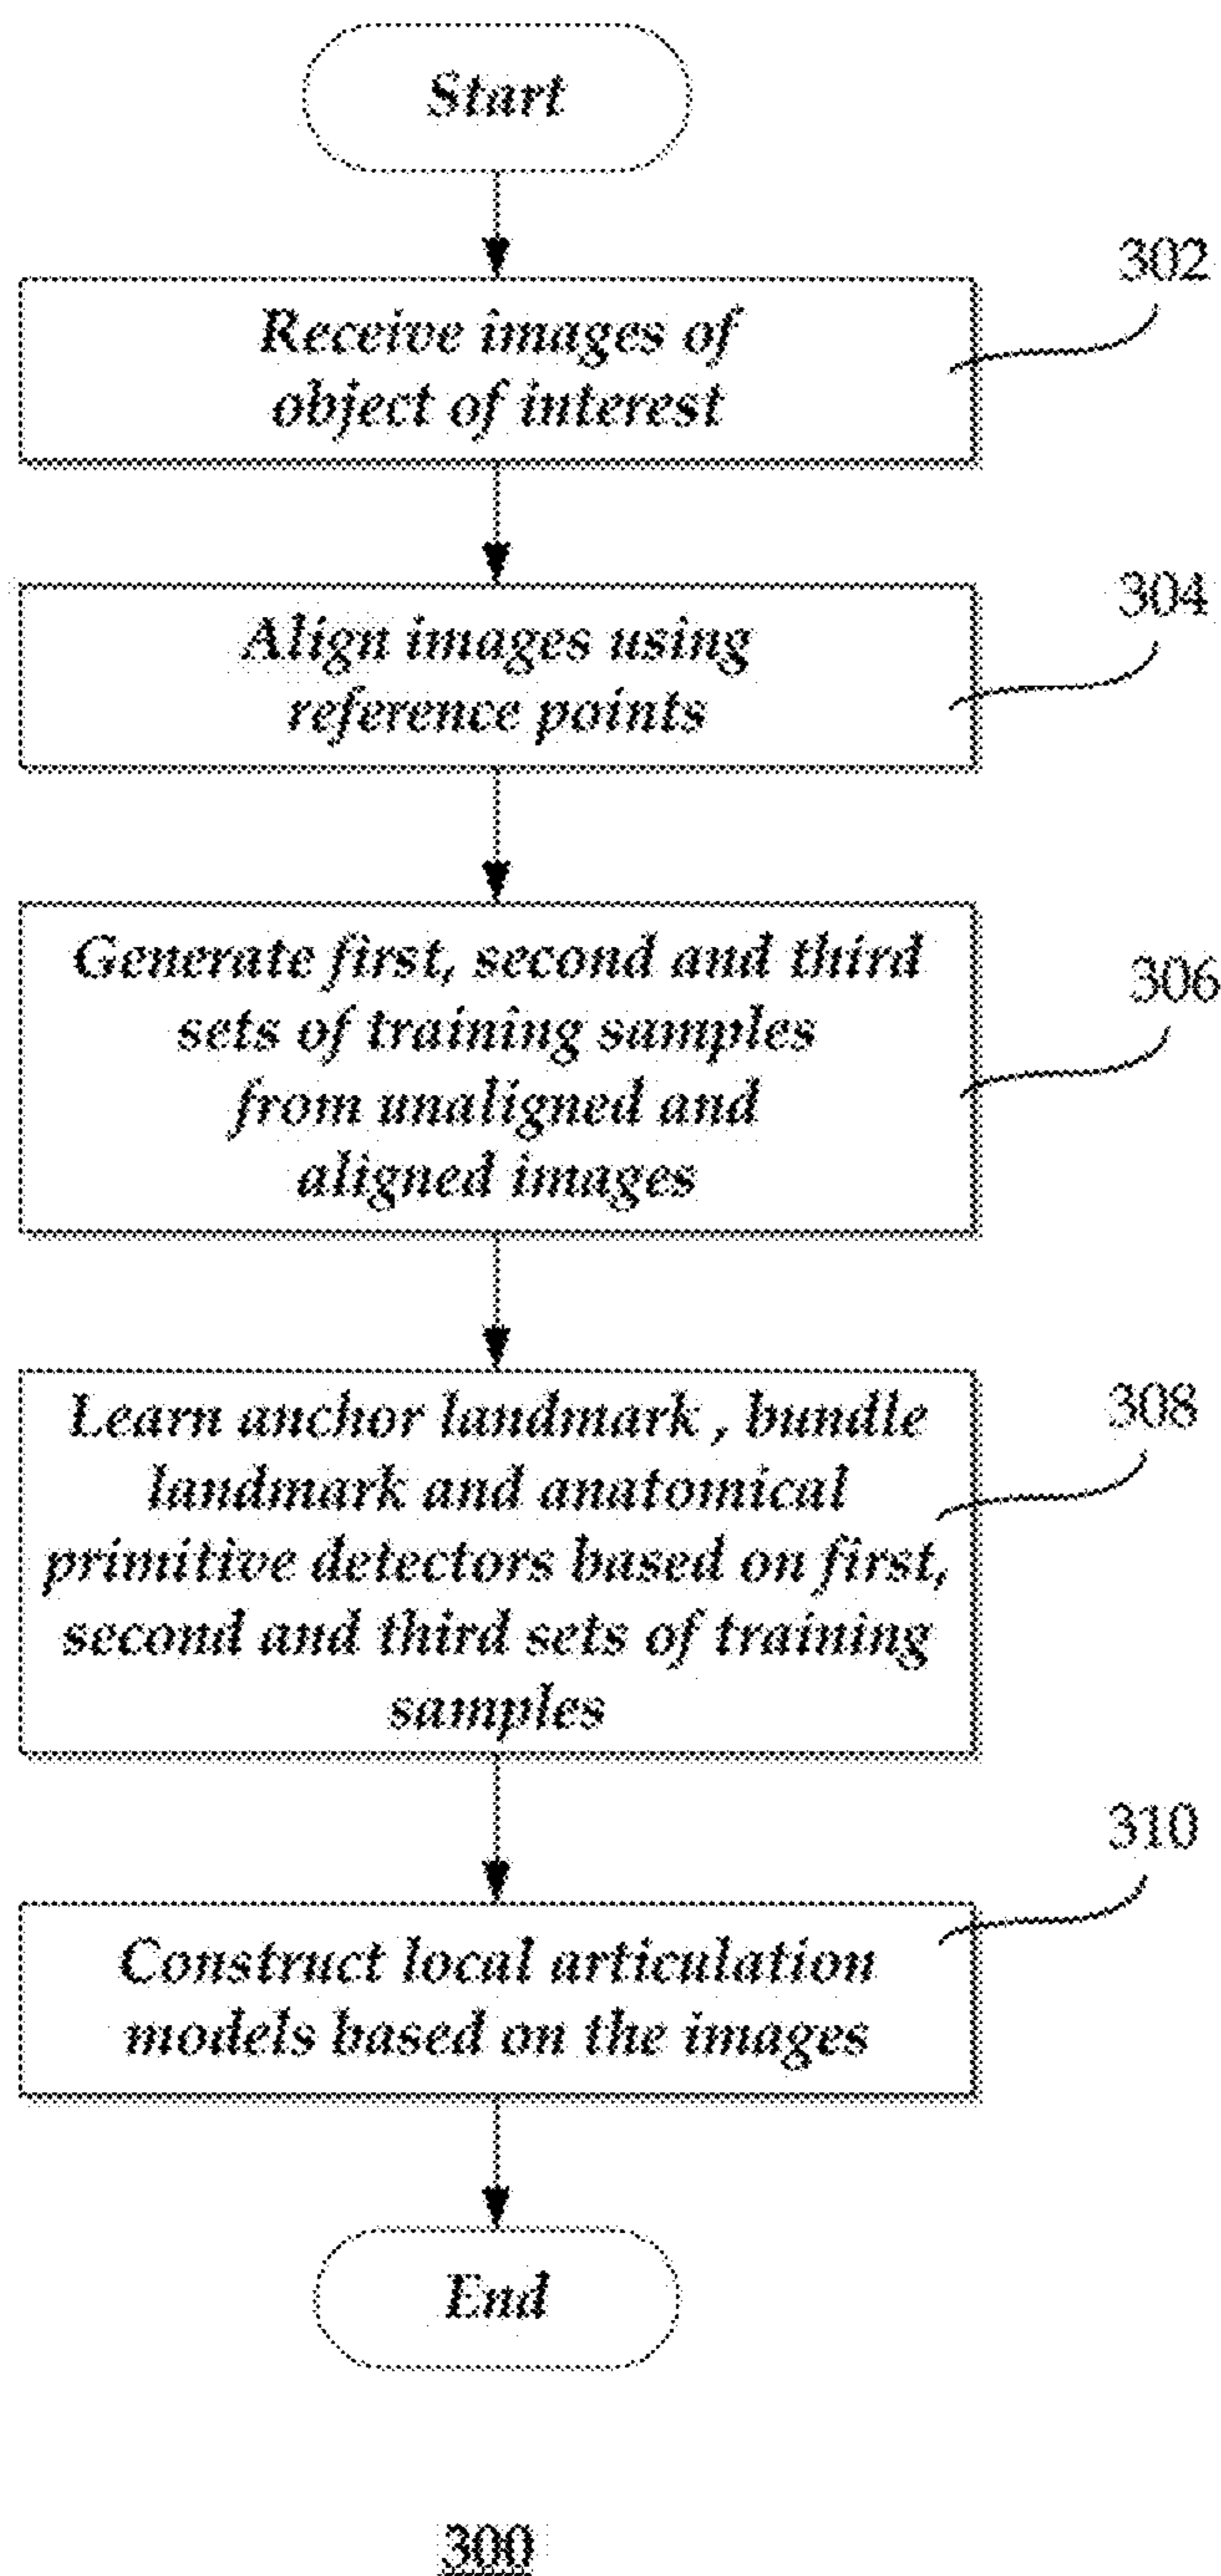 Start
302
Receive images of
object of interest
304
Align images using
reference points
306
Generate first, second and third
sets of training samples
from unaligned and
aligned images
308
Learn anchor landmark , bundle
landmark and anatomical
primitive detectors based on first,
second and third sets of training
samples
310
Construct local articulation
models based on the images
End
300